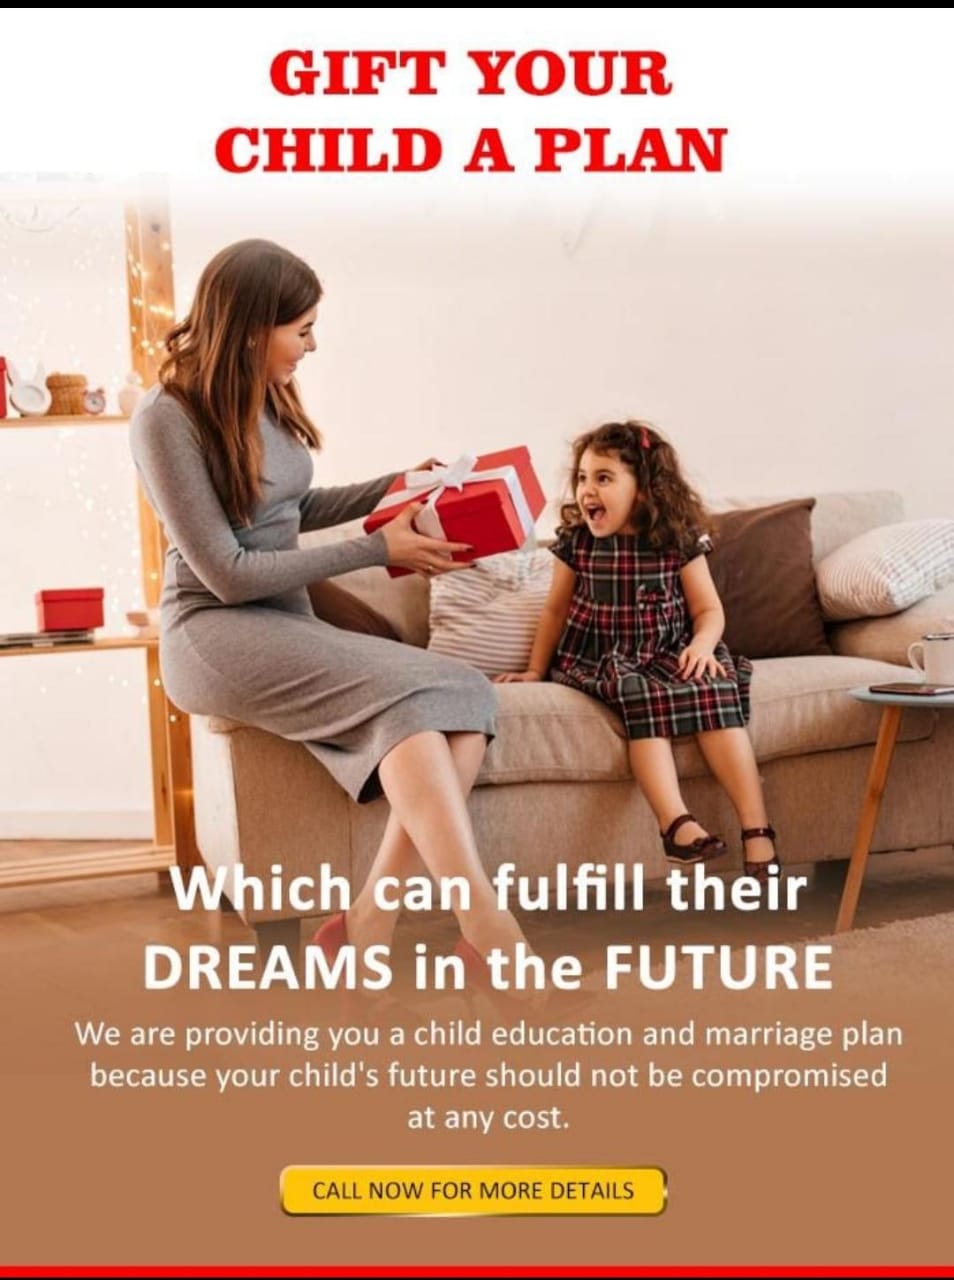 GIFT YOUR
CHILD A PLAN
Which can fulfill their
DREAMS in the FUTURE
We are providing you a child education and marriage plan
because your child's future should not be compromised
at any cost.
CALL NOW FOR MORE DETAILS